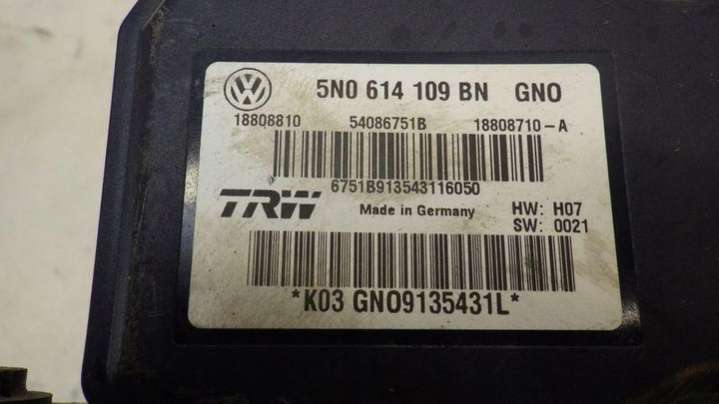 5N0 614 109 BN GNO
18808810 54086751B 18808710-A
6751B913543116050
TRW Made in Germany HW: H07
SW: 0021
*K03 GNO9135431L*